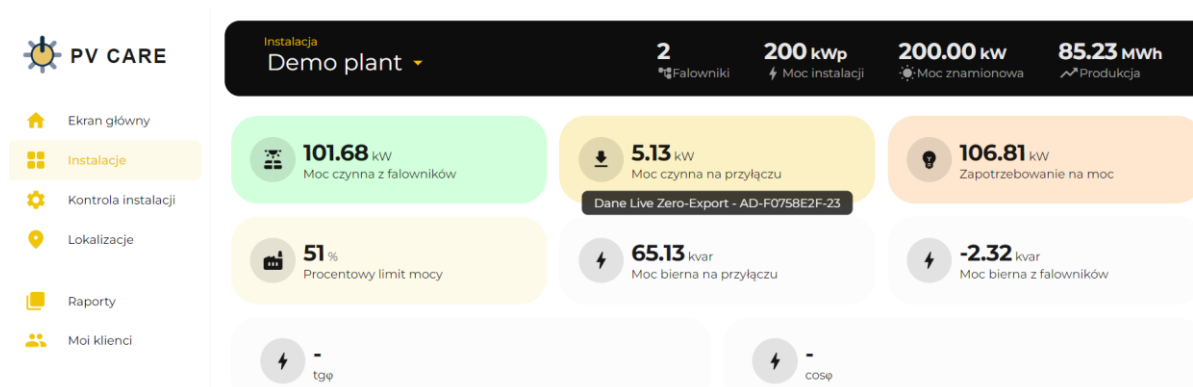 PV CARE
Ekran główny
Instalacje
Kontrola instalacji
Lokalizacje
Raporty
Moi klienci
Instalacja
Demo plant
2
Falowniki
200 kWp
Moc instalacji
200.00 kW
Moc znamionowa
85.23 MWh
Produkcja
101.68 kW
Moc czynna z falowników
5.13 kW
Moc czynna na przyłączu
106.81 kW
Zapotrzebowanie na moc
Dane Live Zero-Export - AD-F0758E2F-23
51 %
Procentowy limit mocy
65.13 kvar
Moc bierna na przyłączu
-2.32 kvar
Moc bierna z falowników
-
tgφ
-
cosφ